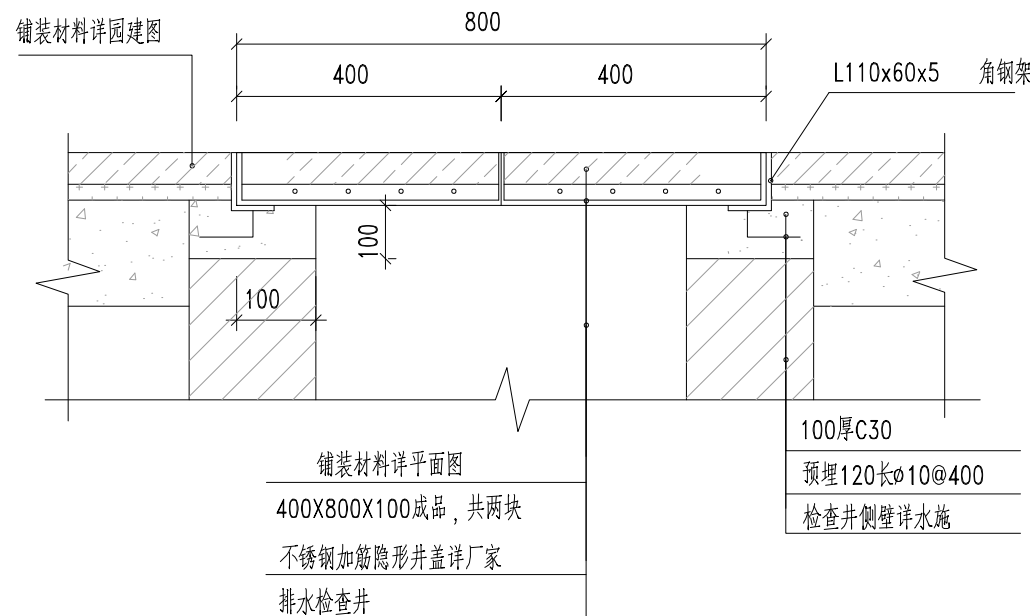 铺装材料详园建图
800
400
400
L110x60x5 角钢架
100
100
铺装材料详平面图
400X800X100成品，共两块
不锈钢加筋隐形井盖详厂家
排水检查井
100厚C30
预埋120长ø10@400
检查井侧壁详水施